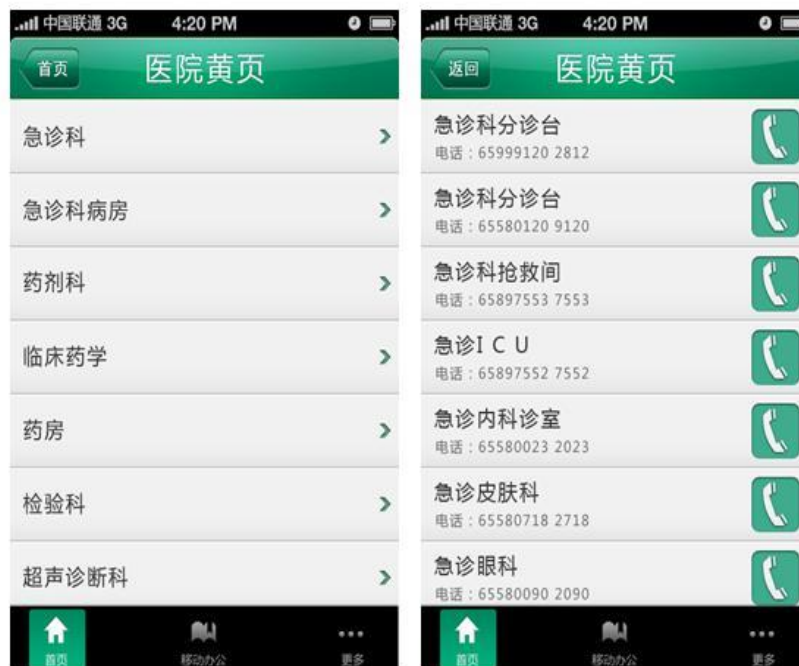 中国联通 3G 4:20 PM
首页 医院黄页
急诊科
急诊科病房
药剂科
临床药学
药房
检验科
超声诊断科
首页 移动办公 更多
中国联通 3G 4:20 PM
返回 医院黄页
急诊科分诊台
电话：65999120 2812
急诊科分诊台
电话：65580120 9120
急诊科抢救间
电话：65897553 7553
急诊I C U
电话：65897552 7552
急诊内科诊室
电话：65580023 2023
急诊皮肤科
电话：65580718 2718
急诊眼科
电话：65580090 2090
首页 移动办公 更多